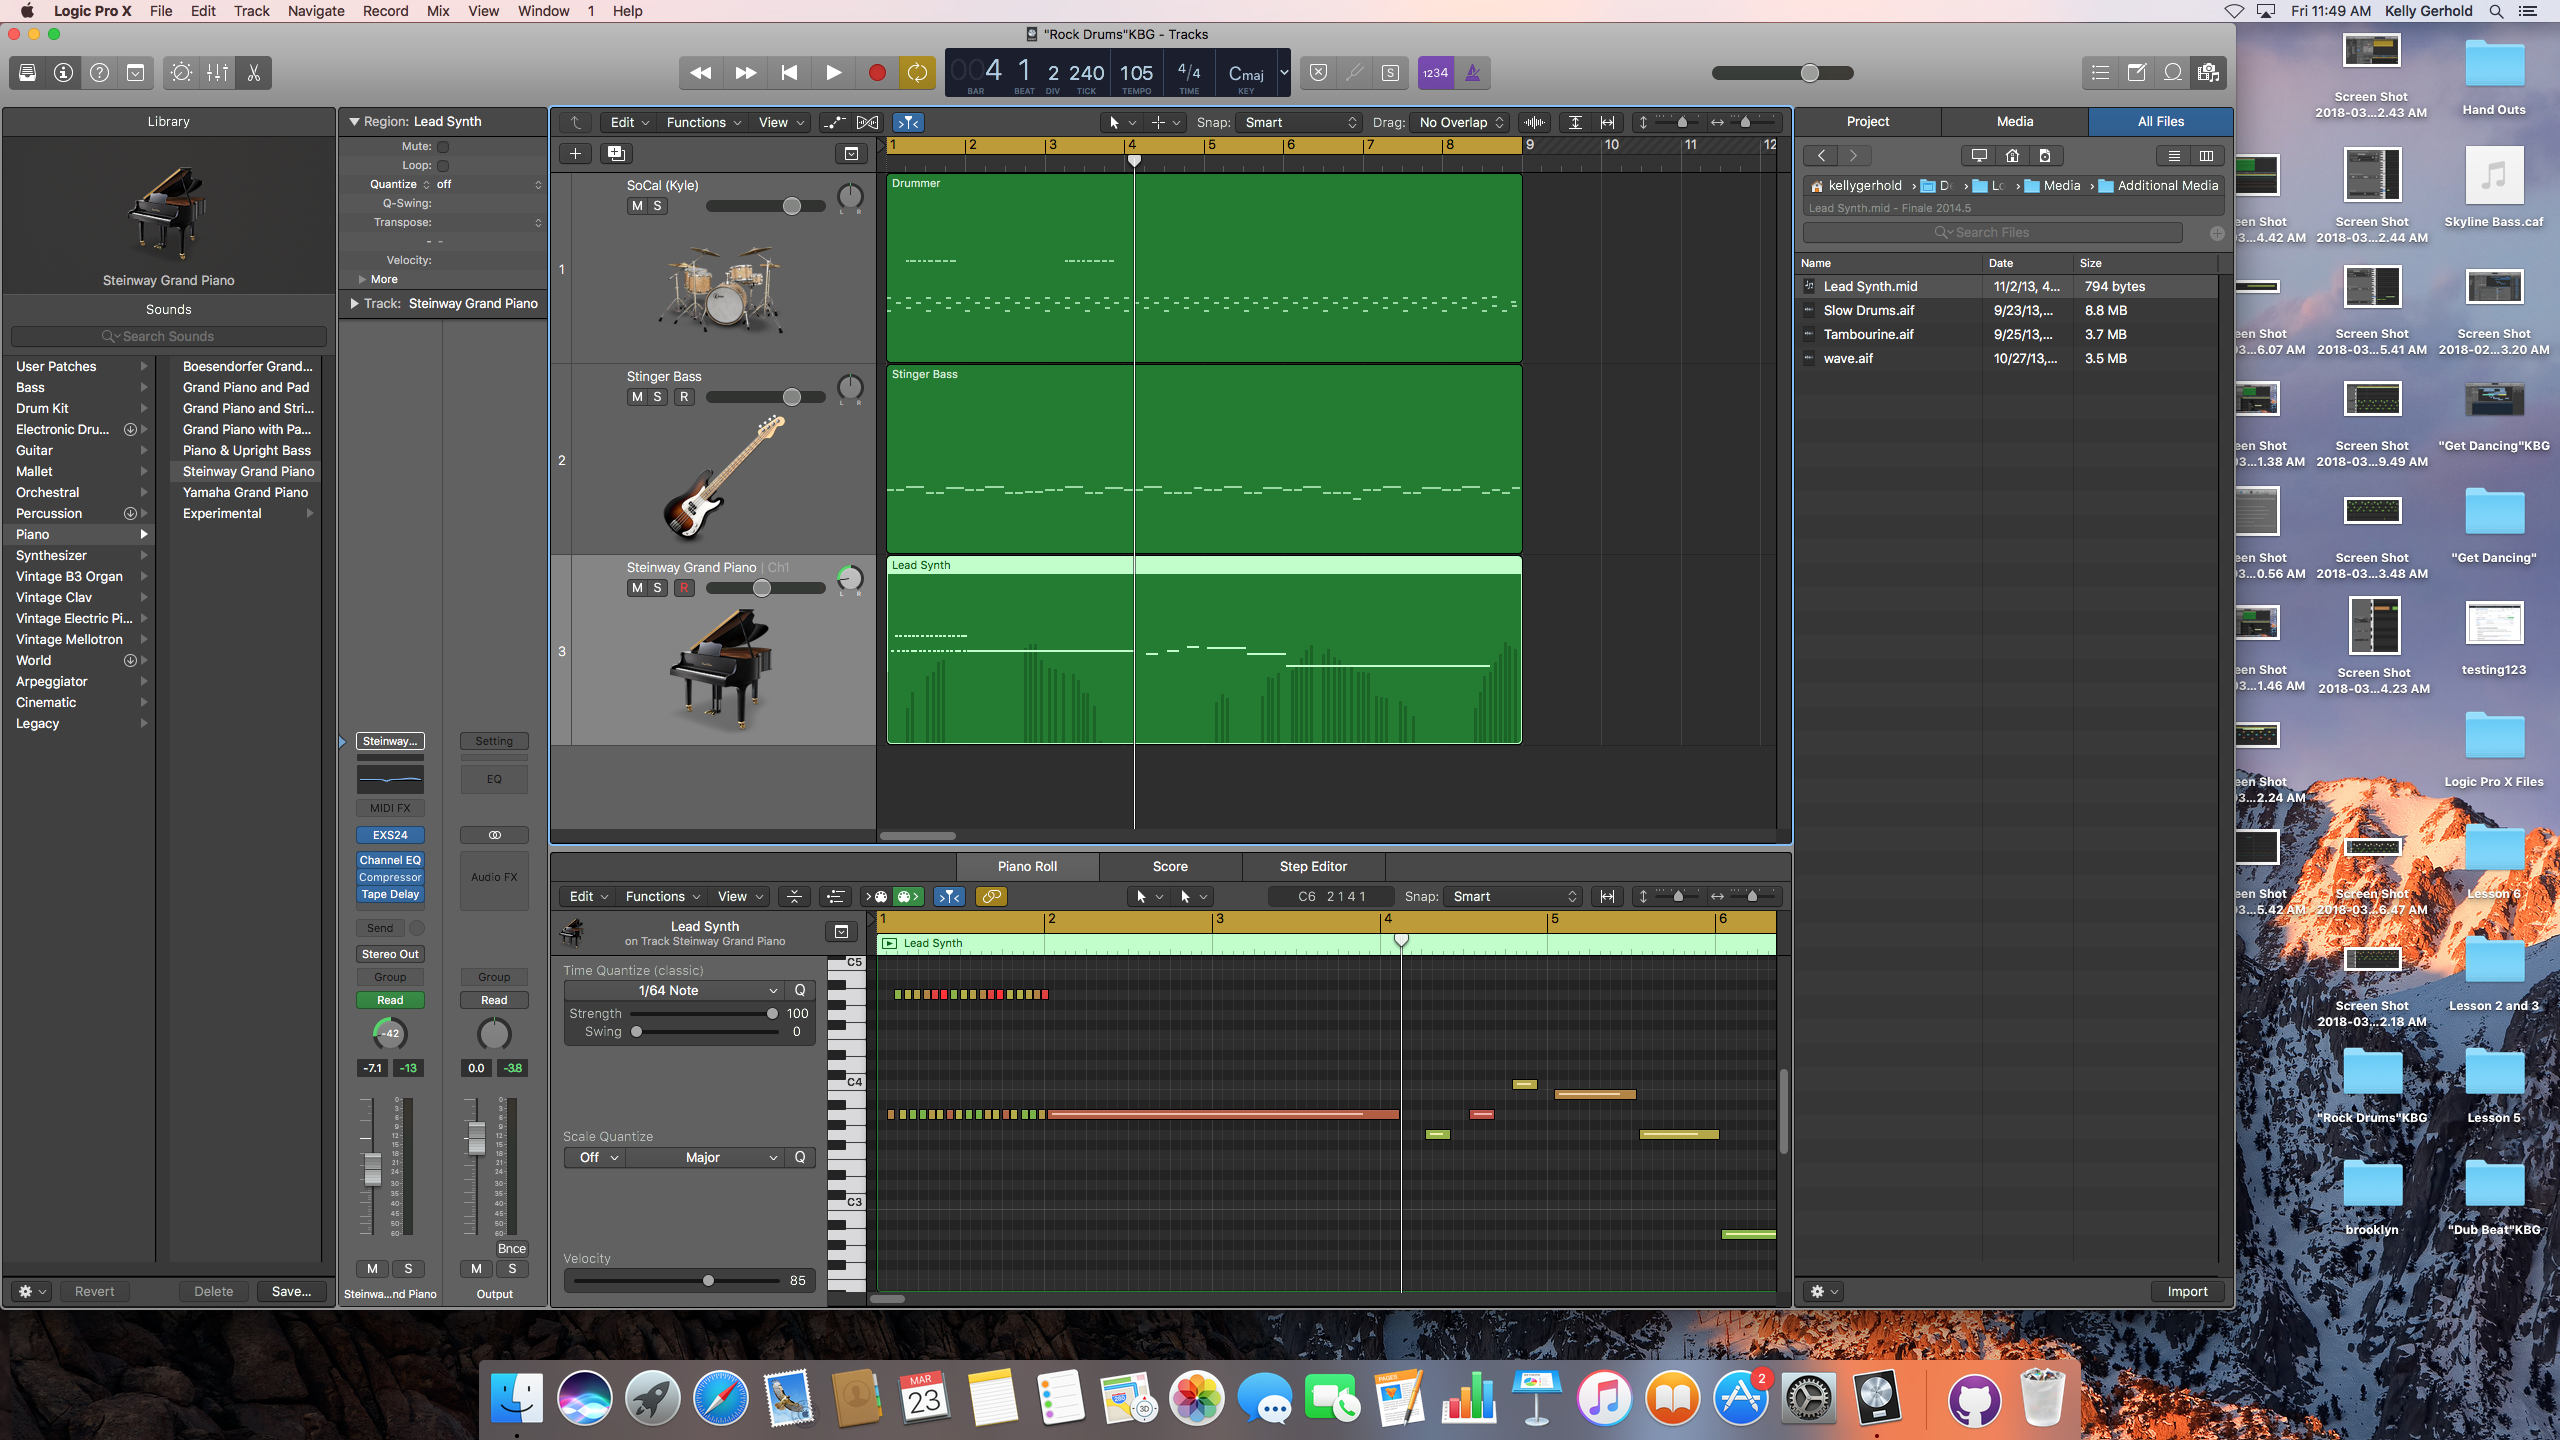 Logic Pro X File Edit Track Navigate Record Mix View Window 1 Help
Fri 11:49 AM Kelly Gerhold
"Rock Drums"KBG - Tracks
004 1 2 240 105 4/4 Cmaj
BAR BEAT DIV TICK TEMPO TIME KEY
S 1234
Library
Steinway Grand Piano
Sounds
Search Sounds
User Patches
Bass
Drum Kit
Electronic Dru...
Guitar
Mallet
Orchestral
Percussion
Piano
Synthesizer
Vintage B3 Organ
Vintage Clav
Vintage Electric Pi...
Vintage Mellotron
World
Arpeggiator
Cinematic
Legacy
Boesendorfer Grand...
Grand Piano and Pad
Grand Piano and Stri...
Grand Piano with Pa...
Piano & Upright Bass
Steinway Grand Piano
Yamaha Grand Piano
Experimental
Revert Delete Save...
Region: Lead Synth
Mute:
Loop:
Quantize off
Q-Swing:
Transpose:
- -
Velocity:
More
Track: Steinway Grand Piano
Steinway... Setting
EQ
MIDI FX
EXS24
Channel EQ
Compressor
Tape Delay
Audio FX
Send
Stereo Out
Group Group
Read Read
-42
-7.1 -13 0.0 -3.8
Bnce
M S M S
Steinwa...nd Piano Output
Edit Functions View Snap: Smart Drag: No Overlap
1 2 3 4 5 6 7 8 9 10 11 12
SoCal (Kyle)
M S
L R
1
Drummer
Stinger Bass
M S R
L R
2
Stinger Bass
Steinway Grand Piano | Ch1
M S R
L R
3
Lead Synth
Piano Roll Score Step Editor
Edit Functions View C6 2 1 4 1 Snap: Smart
Lead Synth
on Track Steinway Grand Piano
1 2 3 4 5 6
Lead Synth
Time Quantize (classic)
1/64 Note Q
Strength 100
Swing 0
Scale Quantize
Off Major Q
Velocity
85
C5
C4
C3
Project Media All Files
kellygerhold Media Additional Media
Lead Synth.mid - Finale 2014.5
Search Files
Name Date Size
Lead Synth.mid 11/2/13, 4... 794 bytes
Slow Drums.aif 9/23/13,... 8.8 MB
Tambourine.aif 9/25/13,... 3.7 MB
wave.aif 10/27/13,... 3.5 MB
Import
Screen Shot
2018-03...2.43 AM
Hand Outs
een Shot
03...4.42 AM
Screen Shot
2018-03...2.44 AM
Skyline Bass.caf
een Shot
03...6.07 AM
Screen Shot
2018-03...5.41 AM
Screen Shot
2018-02...3.20 AM
een Shot
03...1.38 AM
Screen Shot
2018-03...9.49 AM
"Get Dancing"KBG
een Shot
03...0.56 AM
Screen Shot
2018-03...3.48 AM
"Get Dancing"
een Shot
03...1.46 AM
Screen Shot
2018-03...4.23 AM
testing123
een Shot
03...2.24 AM
Logic Pro X Files
een Shot
03...5.42 AM
Screen Shot
2018-03...6.47 AM
Lesson 6
Screen Shot
2018-03...2.18 AM
Lesson 2 and 3
"Rock Drums"KBG
Lesson 5
brooklyn
"Dub Beat"KBG
MAR
23
3D
PAGES
2